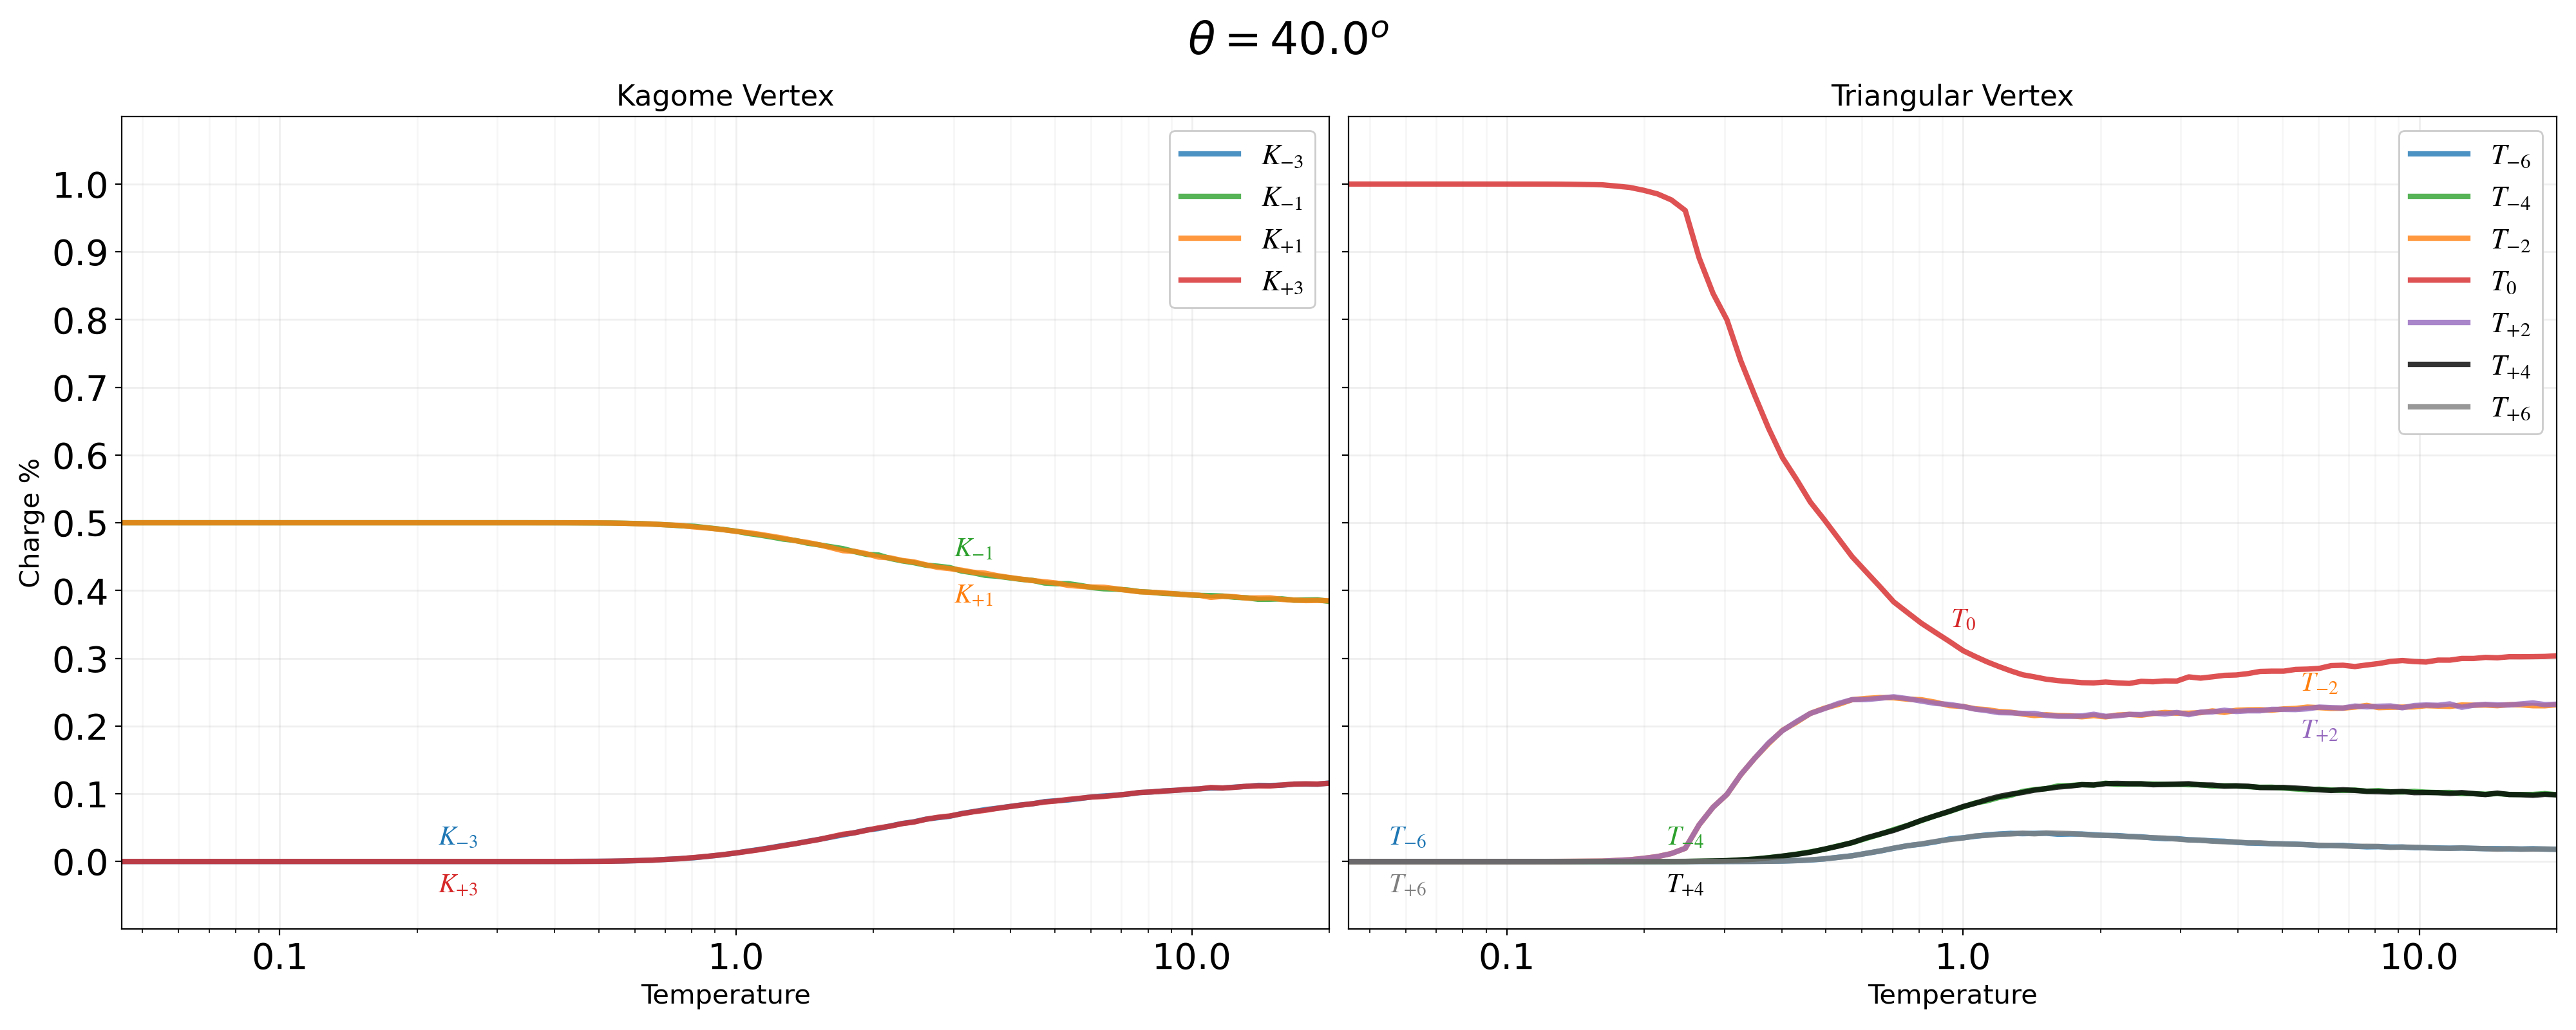 θ = 40.0°
Kagome Vertex
Charge %
1.0
0.9
0.8
0.7
0.6
0.5
0.4
0.3
0.2
0.1
0.0
K₋₃
K₋₁
K₊₁
K₊₃
K₋₁
K₊₁
K₋₃
K₊₃
0.1 1.0 10.0
Temperature
Triangular Vertex
T₋₆
T₋₄
T₋₂
T₀
T₊₂
T₊₄
T₊₆
T₀
T₋₂
T₊₂
T₋₆ T₋₄
T₊₆ T₊₄
0.1 1.0 10.0
Temperature